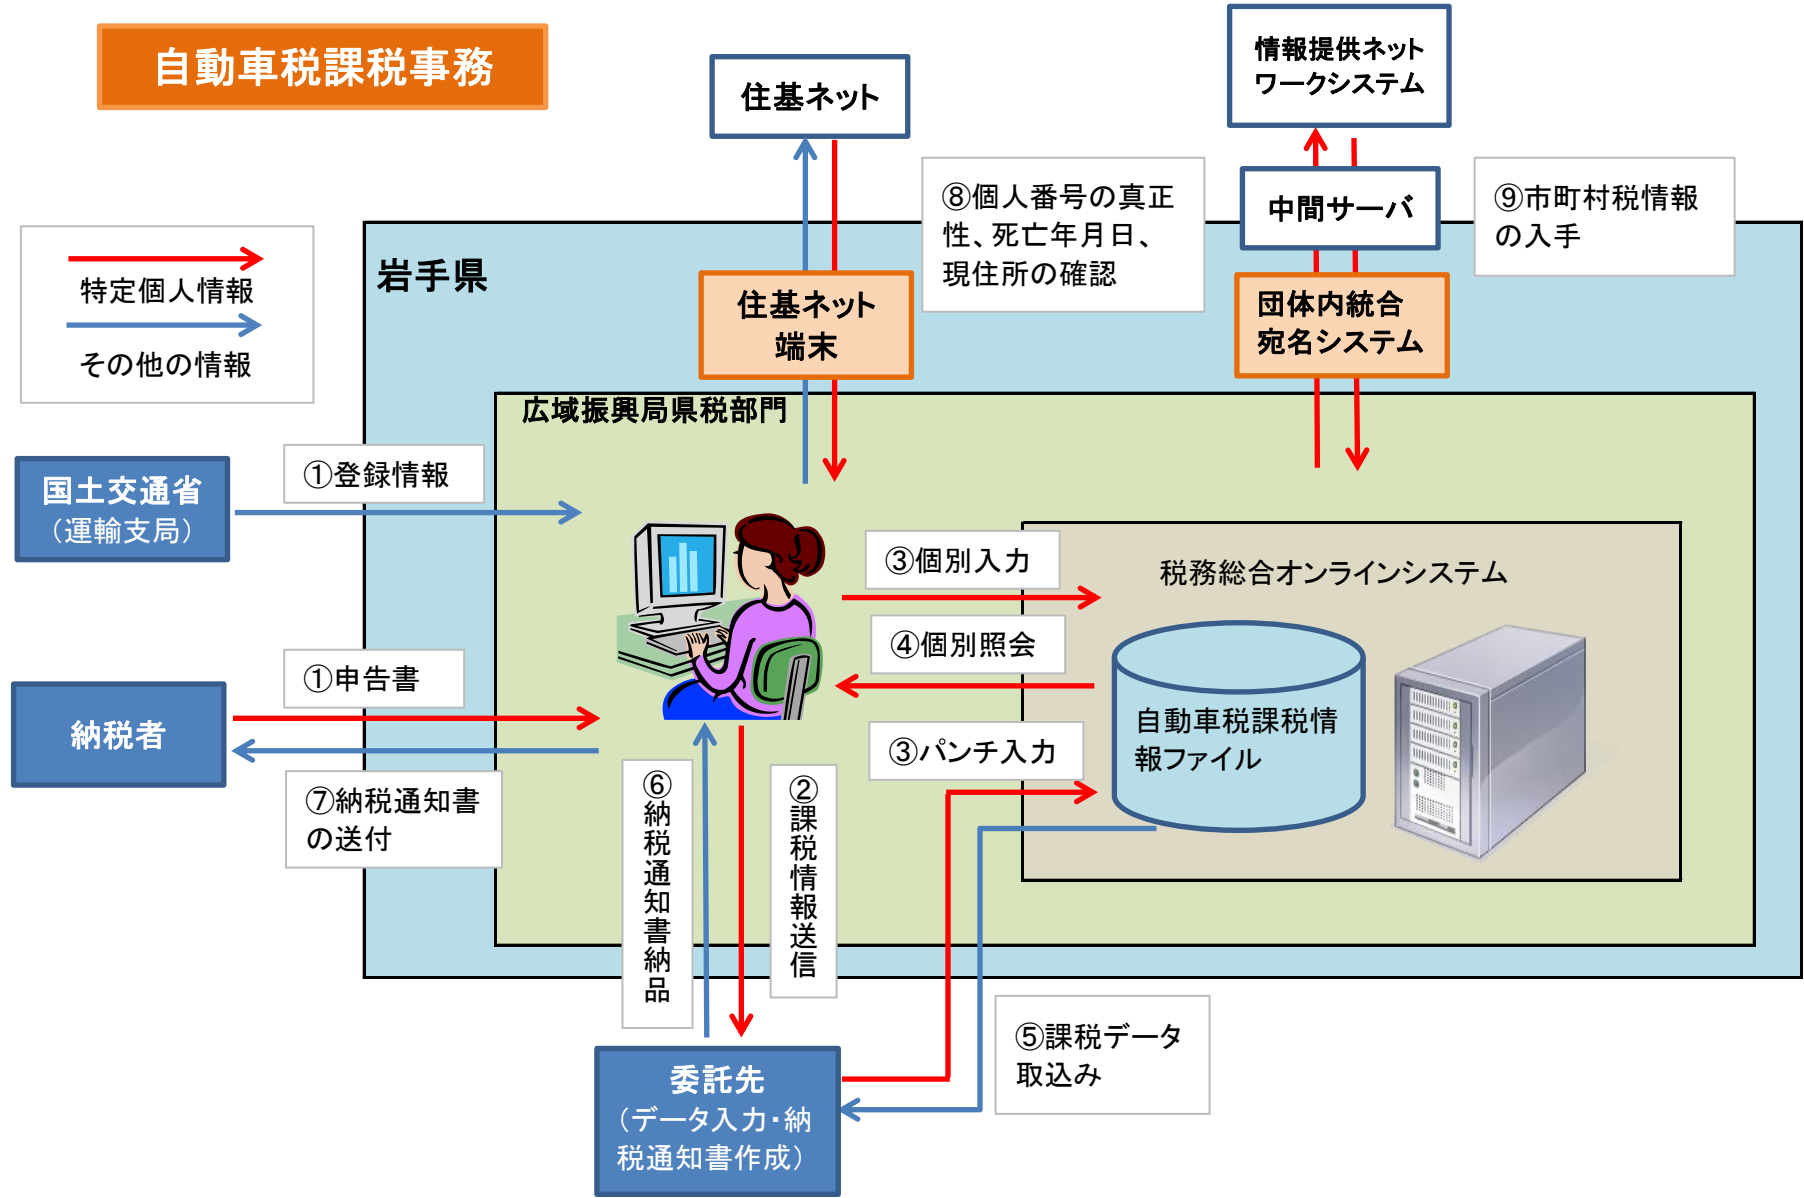 自動車税課税事務
住基ネット
情報提供ネット
ワークシステム
⑧個人番号の真正
性、死亡年月日、
現住所の確認
中間サーバ
⑨市町村税情報
の入手
特定個人情報
その他の情報
岩手県
住基ネット
端末
団体内統合
宛名システム
広域振興局県税部門
国土交通省
（運輸支局）
①登録情報
③個別入力
税務総合オンラインシステム
④個別照会
①申告書
納税者
③パンチ入力
自動車税課税情
報ファイル
⑦納税通知書
の送付
⑥納税通知書納品
②課税情報送信
⑤課税データ
取込み
委託先
（データ入力・納
税通知書作成）